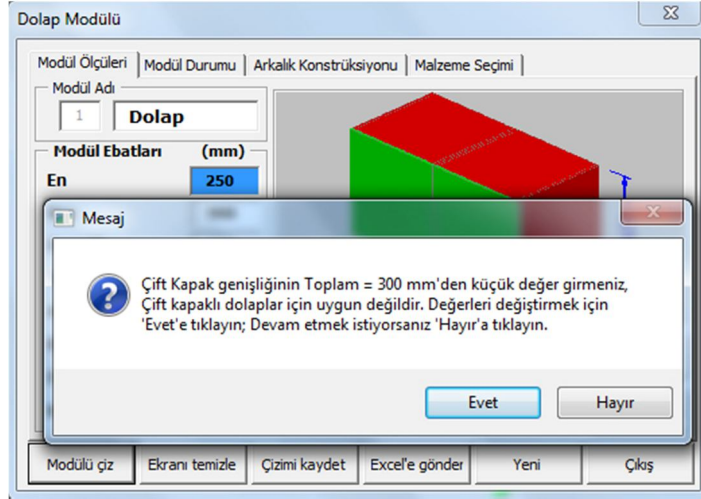 Dolap Modülü
Modül Ölçüleri Modül Durumu Arkalık Konstrüksiyonu Malzeme Seçimi
Modül Adı
1 Dolap
Modül Ebatları (mm)
En 250
Mesaj
Çift Kapak genişliğinin Toplam = 300 mm'den küçük değer girmeniz,
Çift kapaklı dolaplar için uygun değildir. Değerleri değiştirmek için
'Evet'e tıklayın; Devam etmek istiyorsanız 'Hayır'a tıklayın.
Evet Hayır
Modülü çiz Ekranı temizle Çizimi kaydet Excel'e gönder Yeni Çıkış